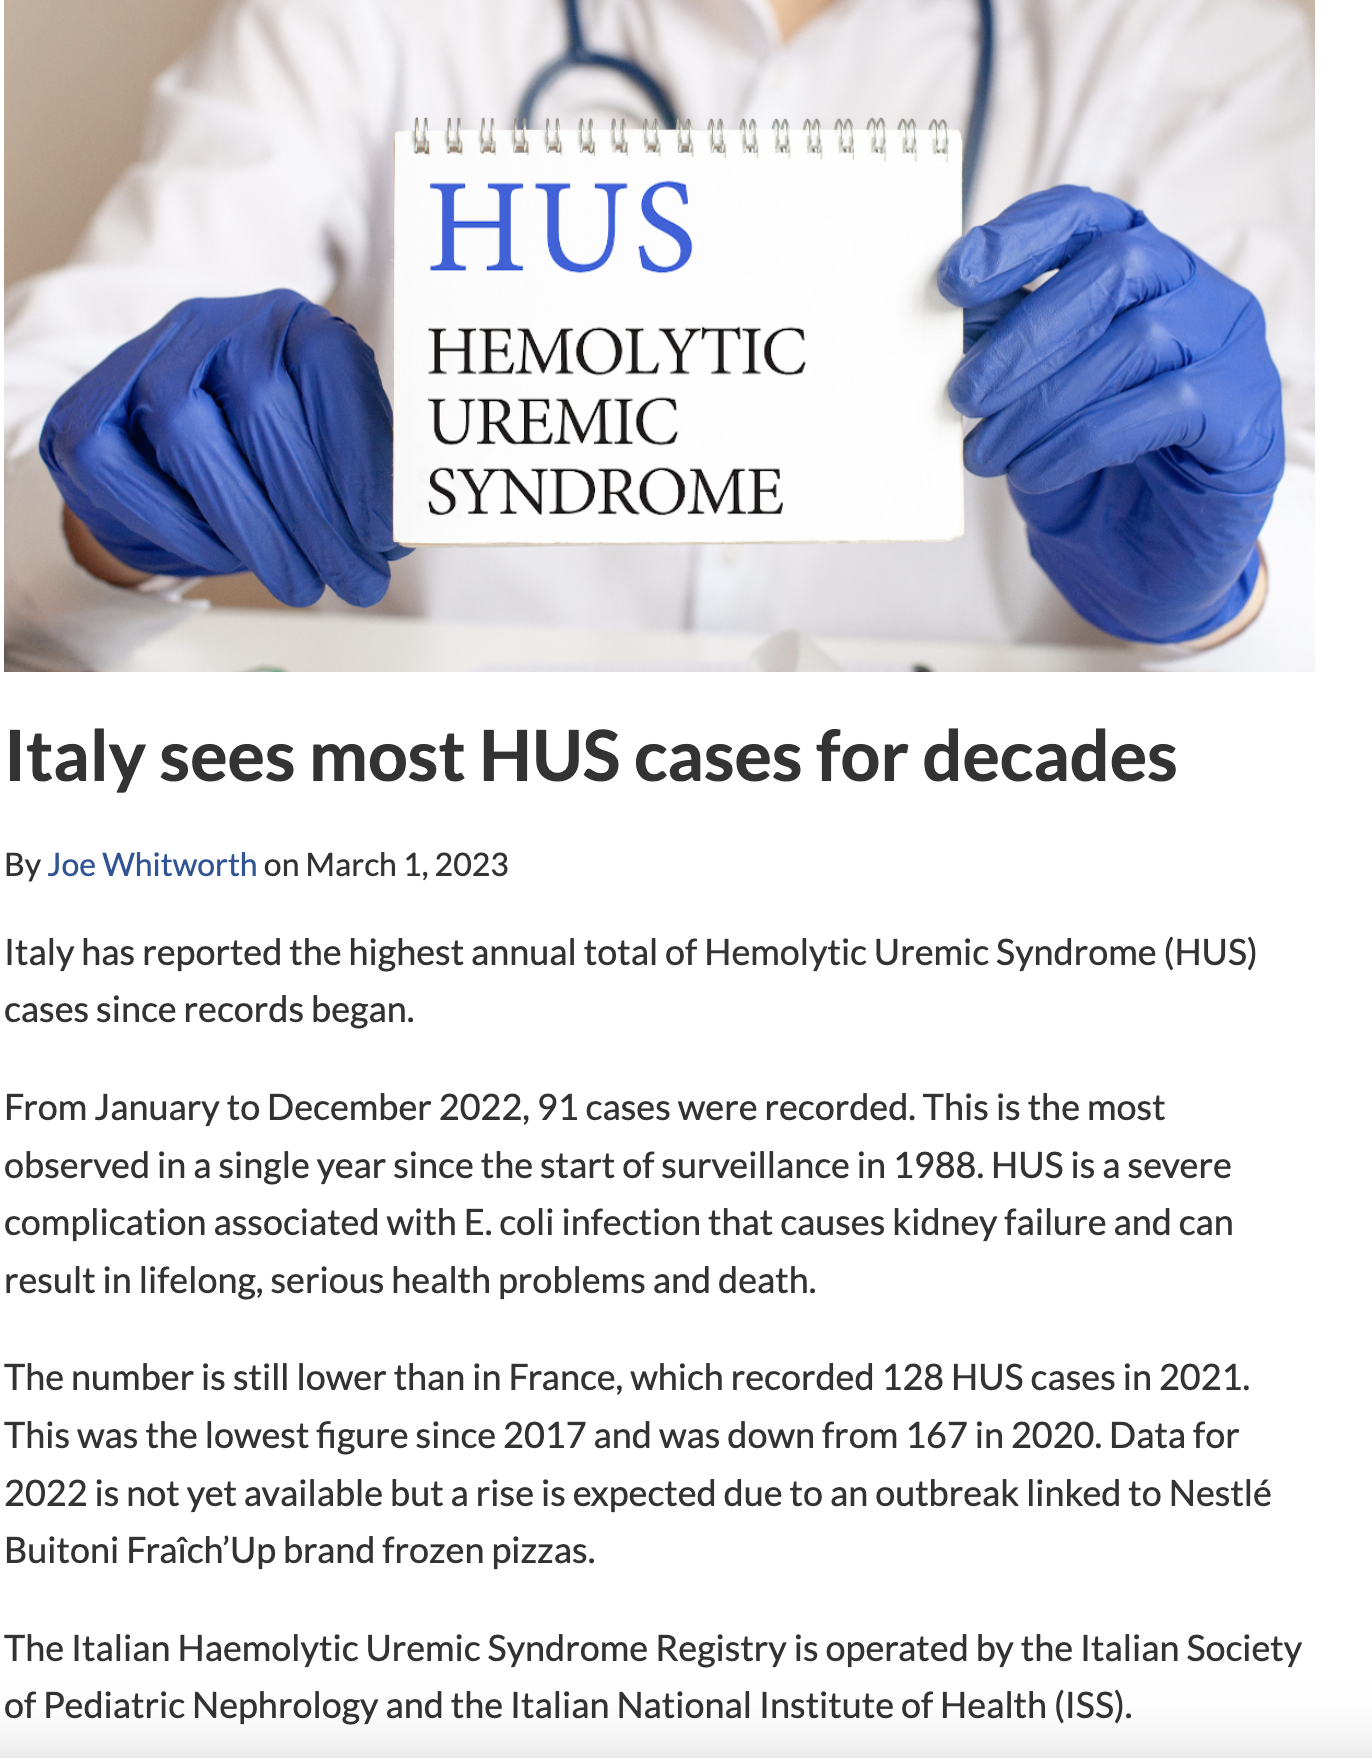 HUS
HEMOLYTIC
UREMIC
SYNDROME
Italy sees most HUS cases for decades
By Joe Whitworth on March 1, 2023
Italy has reported the highest annual total of Hemolytic Uremic Syndrome (HUS)
cases since records began.
From January to December 2022, 91 cases were recorded. This is the most
observed in a single year since the start of surveillance in 1988. HUS is a severe
complication associated with E. coli infection that causes kidney failure and can
result in lifelong, serious health problems and death.
The number is still lower than in France, which recorded 128 HUS cases in 2021.
This was the lowest figure since 2017 and was down from 167 in 2020. Data for
2022 is not yet available but a rise is expected due to an outbreak linked to Nestlé
Buitoni Fraîch’Up brand frozen pizzas.
The Italian Haemolytic Uremic Syndrome Registry is operated by the Italian Society
of Pediatric Nephrology and the Italian National Institute of Health (ISS).